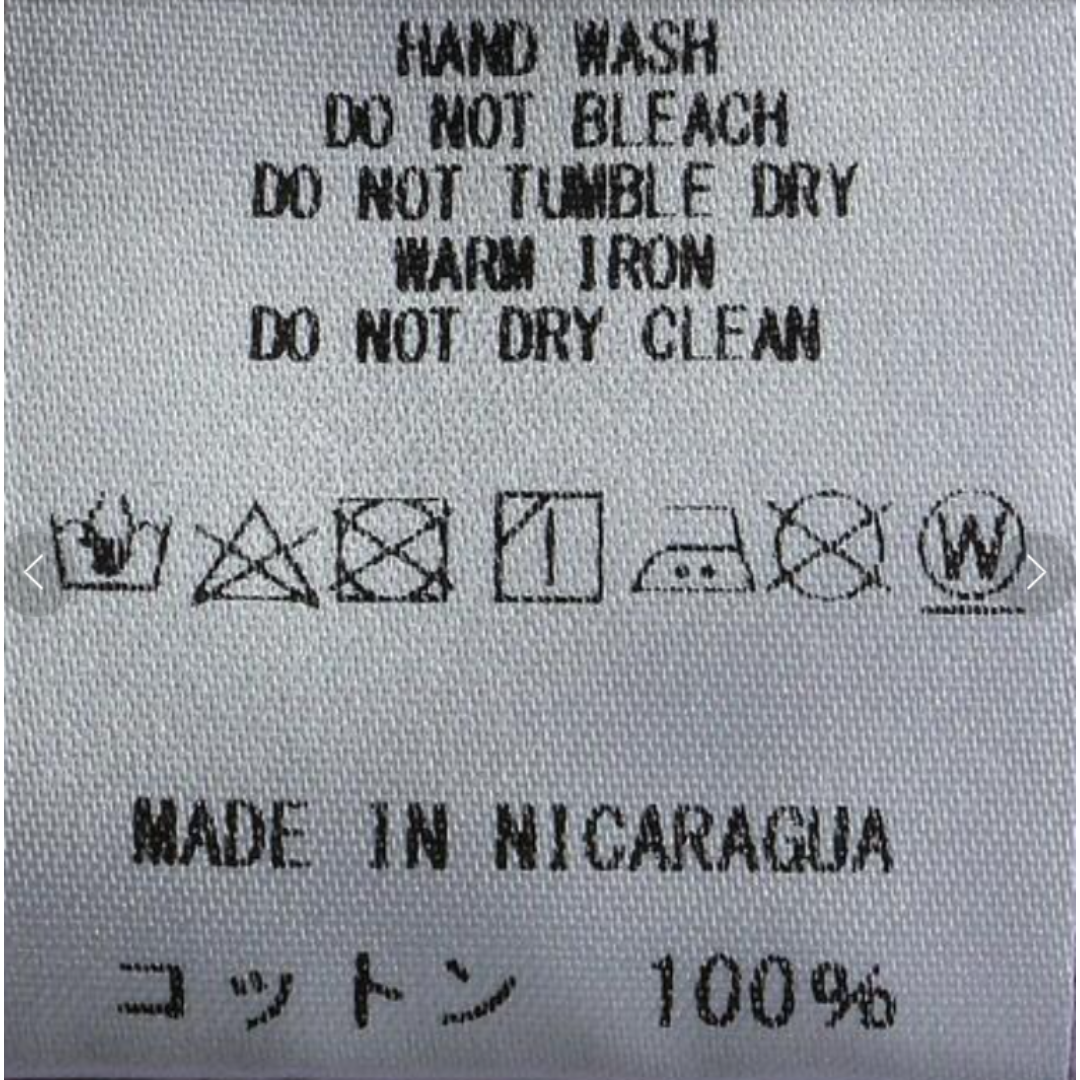 HAND WASH
DO NOT BLEACH
DO NOT TUMBLE DRY
WARM IRON
DO NOT DRY CLEAN
W
MADE IN NICARAGUA
コットン 100%